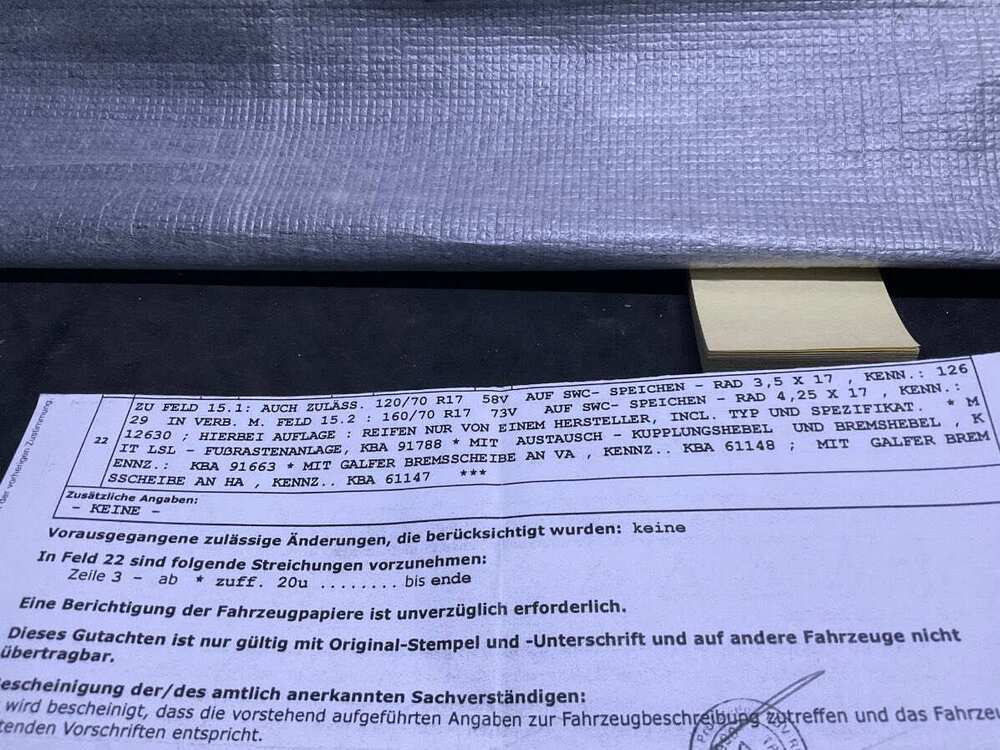 ZU FELD 15.1: AUCH ZULÄSS. 120/70 R17 58V AUF SWC- SPEICHEN - RAD 3,5 X 17 , KENN.: 126
29 IN VERB. M. FELD 15.2 : 160/70 R17 73V AUF SWC- SPEICHEN - RAD 4,25 X 17 , KENN.:
12630 ; HIERBEI AUFLAGE : REIFEN NUR VON EINEM HERSTELLER, INCL. TYP UND SPEZIFIKAT. * M
22
IT LSL - FUßRASTENANLAGE, KBA 91788 * MIT AUSTAUSCH - KUPPLUNGSHEBEL UND BREMSHEBEL , K
ENNZ.: KBA 91663 * MIT GALFER BREMSSCHEIBE AN VA , KENNZ.. KBA 61148 ; MIT GALFER BREM
SSCHEIBE AN HA , KENNZ.. KBA 61147 ***
Zusätzliche Angaben:
- KEINE -
der vorherigen Zustimmung.
Vorausgegangene zulässige Änderungen, die berücksichtigt wurden: keine
In Feld 22 sind folgende Streichungen vorzunehmen:
Zeile 3 - ab * zuff. 20u ........ bis ende
Eine Berichtigung der Fahrzeugpapiere ist unverzüglich erforderlich.
Dieses Gutachten ist nur gültig mit Original-Stempel und -Unterschrift und auf andere Fahrzeuge nicht
übertragbar.
escheinigung der/des amtlich anerkannten Sachverständigen:
wird bescheinigt, dass die vorstehend aufgeführten Angaben zur Fahrzeugbeschreibung zutreffen und das Fahrzeu
tenden Vorschriften entspricht.